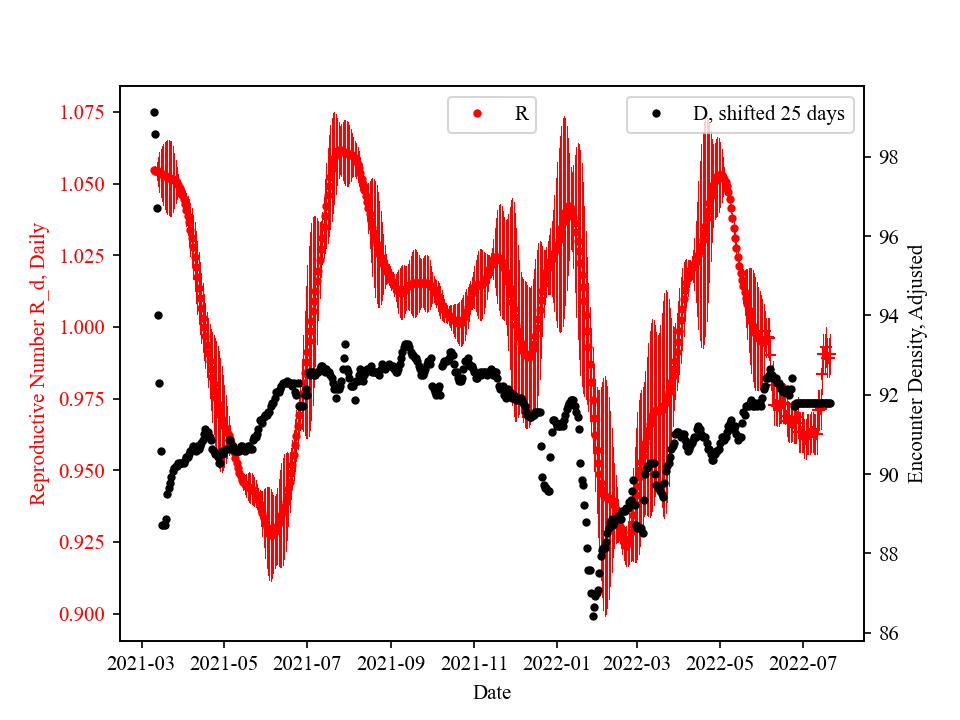 R
D, shifted 25 days
Reproductive Number R_d, Daily
1.075
1.050
1.025
1.000
0.975
0.950
0.925
0.900
98
96
94
92
90
88
86
Encounter Density, Adjusted
2021-03 2021-05 2021-07 2021-09 2021-11 2022-01 2022-03 2022-05 2022-07
Date